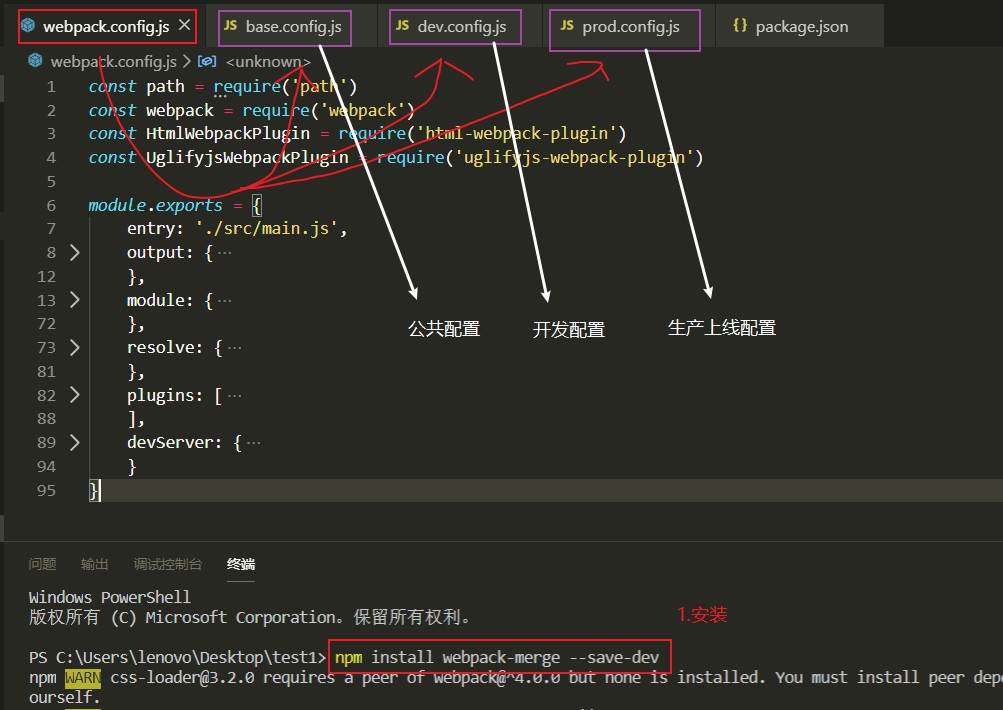 webpack.config.js JS base.config.js JS dev.config.js JS prod.config.js {} package.json
webpack.config.js > <unknown>
1 const path = require('path')
2 const webpack = require('webpack')
3 const HtmlWebpackPlugin = require('html-webpack-plugin')
4 const UglifyjsWebpackPlugin = require('uglifyjs-webpack-plugin')
5
6 module.exports = {
7 entry: './src/main.js',
8 output: {…
12 },
13 module: {…
72 },
73 resolve: {…
81 },
82 plugins: […
88 ],
89 devServer: {…
94 }
95 }
公共配置 开发配置 生产上线配置
问题 输出 调试控制台 终端
Windows PowerShell
版权所有 (C) Microsoft Corporation。保留所有权利。
1.安装
PS C:\Users\lenovo\Desktop\test1> npm install webpack-merge --save-dev
npm WARN css-loader@3.2.0 requires a peer of webpack@^4.0.0 but none is installed. You must install peer depe
ourself.